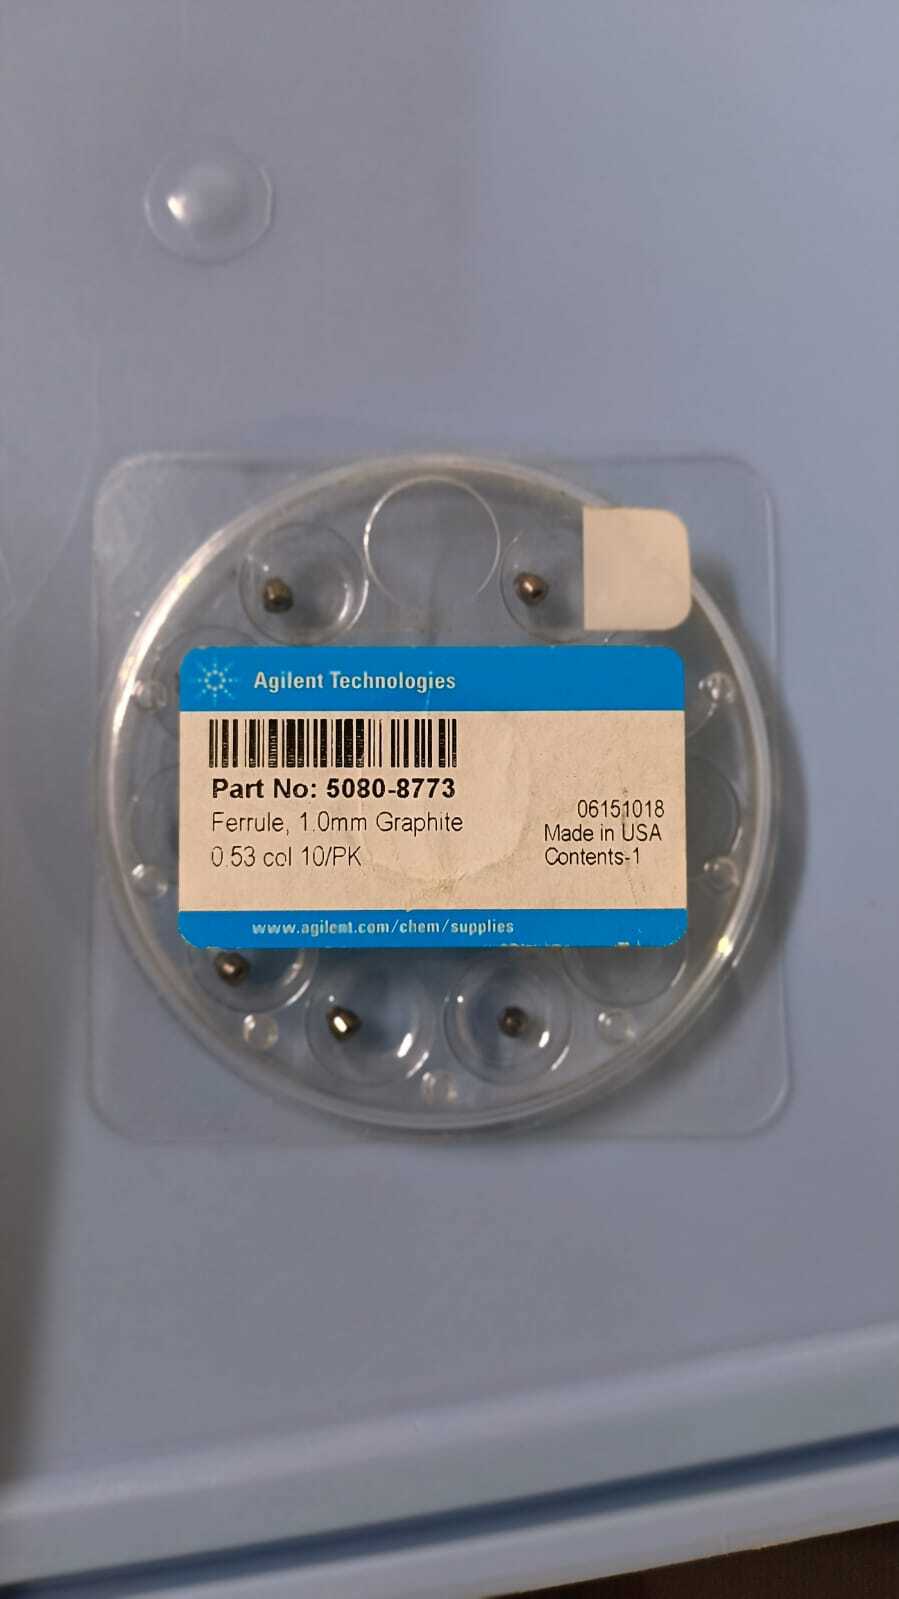 Agilent Technologies
Part No: 5080-8773
Ferrule, 1.0mm Graphite
0.53 col 10/PK
06151018
Made in USA
Contents-1
www.agilent.com/chem/supplies